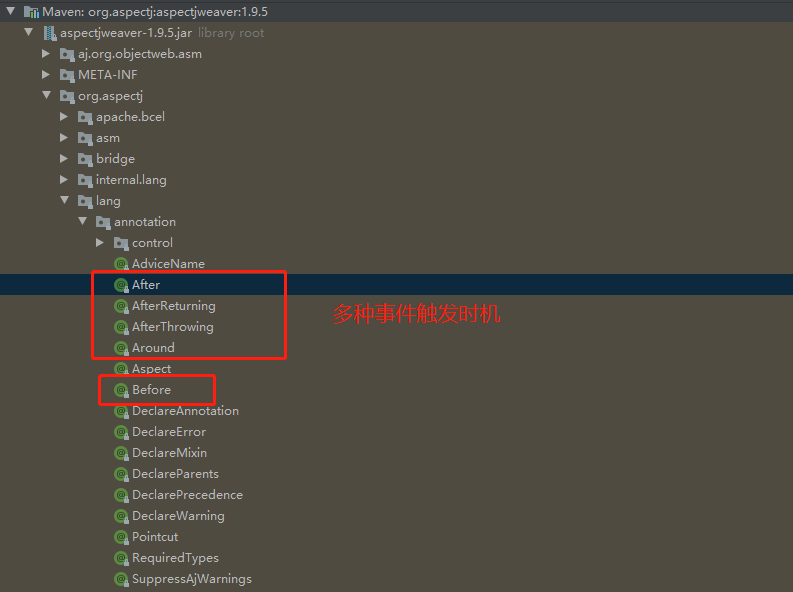 Maven: org.aspectj:aspectjweaver:1.9.5
aspectjweaver-1.9.5.jar library root
aj.org.objectweb.asm
META-INF
org.aspectj
apache.bcel
asm
bridge
internal.lang
lang
annotation
control
AdviceName
After
AfterReturning
AfterThrowing
多种事件触发时机
Around
Aspect
Before
DeclareAnnotation
DeclareError
DeclareMixin
DeclareParents
DeclarePrecedence
DeclareWarning
Pointcut
RequiredTypes
SuppressAjWarnings